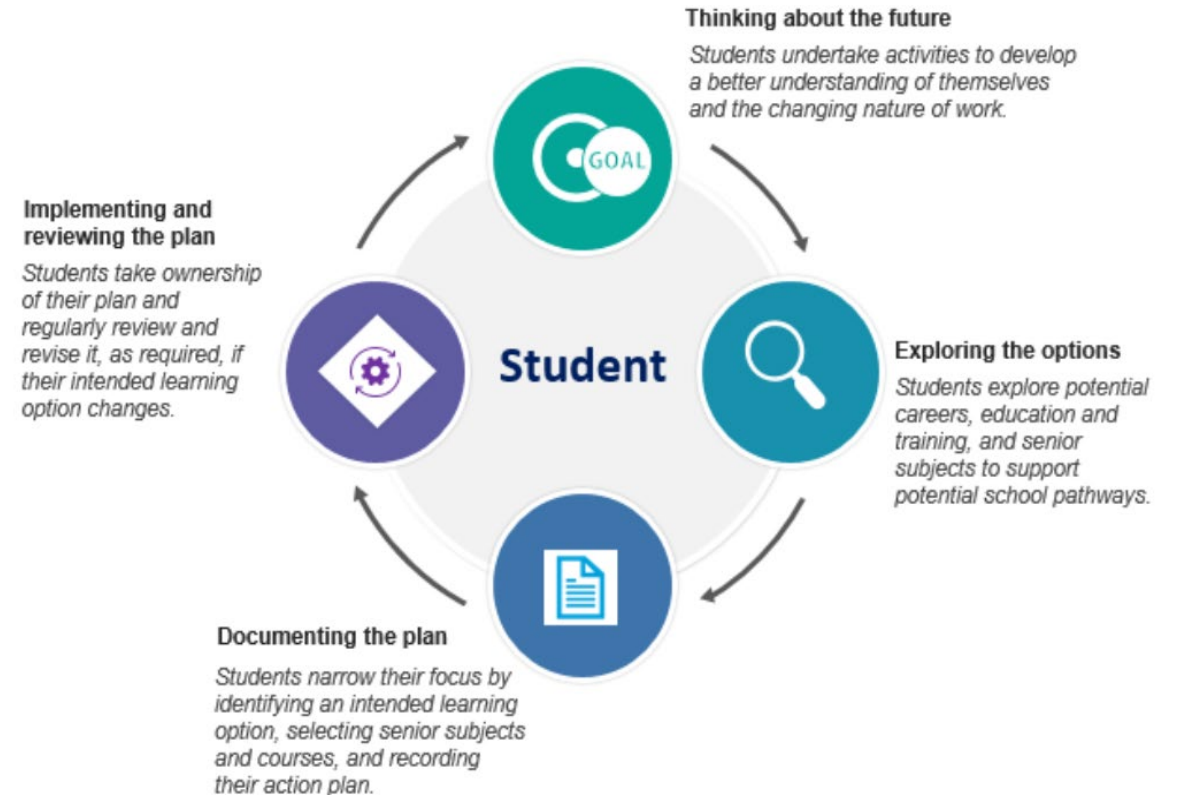 Thinking about the future
Students undertake activities to develop
a better understanding of themselves
and the changing nature of work.
GOAL
Implementing and
reviewing the plan
Students take ownership
of their plan and
regularly review and
revise it, as required, if
their intended learning
option changes.
Student
Exploring the options
Students explore potential
careers, education and
training, and senior
subjects to support
potential school pathways.
Documenting the plan
Students narrow their focus by
identifying an intended learning
option, selecting senior subjects
and courses, and recording
their action plan.